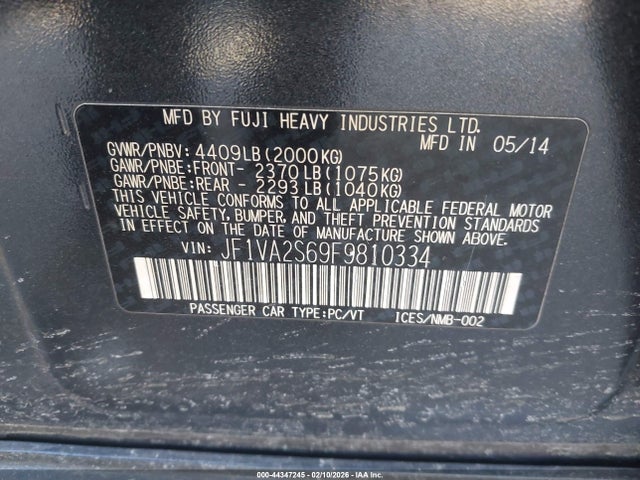 MFD BY FUJI HEAVY INDUSTRIES LTD.
MFD IN 05/14
GVWR/PNBV: 4409LB(2000KG)
GAWR/PNBE:FRONT- 2370LB(1075KG)
GAWR/PNBE:REAR - 2293LB(1040KG)
THIS VEHICLE CONFORMS TO ALL APPLICABLE FEDERAL MOTOR
VEHICLE SAFETY, BUMPER, AND THEFT PREVENTION STANDARDS
IN EFFECT ON THE DATE OF MANUFACTURE SHOWN ABOVE.
VIN: JF1VA2S69F9810334
PASSENGER CAR TYPE:PC/VT ICES/NMB-002
000-44347245 - 02/10/2026 - IAA Inc.